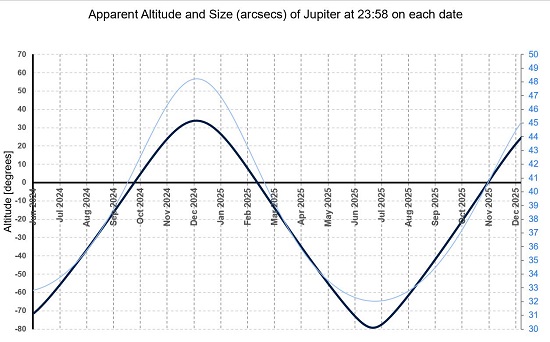 Apparent Altitude and Size (arcsecs) of Jupiter at 23:58 on each date
70
60
50
40
30
20
10
0
-10
-20
-30
-40
-50
-60
-70
-80
Altitude [degrees]
Jun 2024
Jul 2024
Aug 2024
Sep 2024
Oct 2024
Nov 2024
Dec 2024
Jan 2025
Feb 2025
Mar 2025
Apr 2025
May 2025
Jun 2025
Jul 2025
Aug 2025
Sep 2025
Oct 2025
Nov 2025
Dec 2025
50
49
48
47
46
45
44
43
42
41
40
39
38
37
36
35
34
33
32
31
30